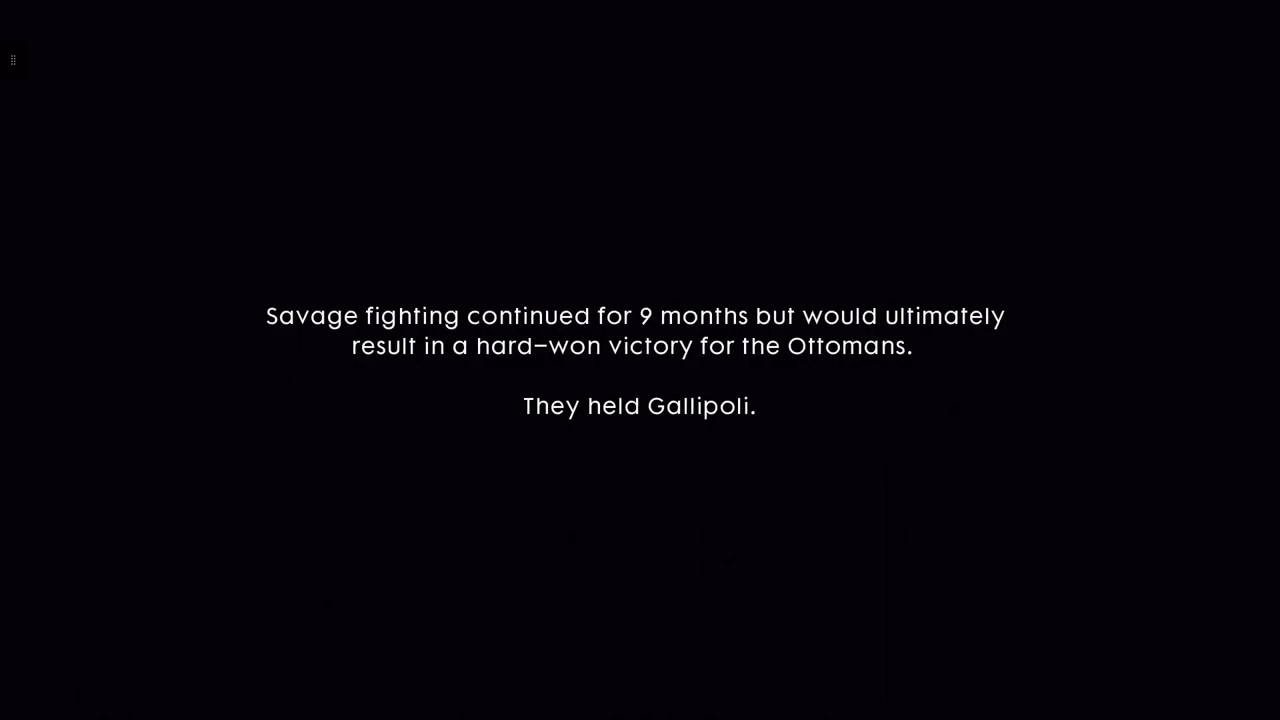 Savage fighting continued for 9 months but would ultimately
result in a hard-won victory for the Ottomans.
They held Gallipoli.